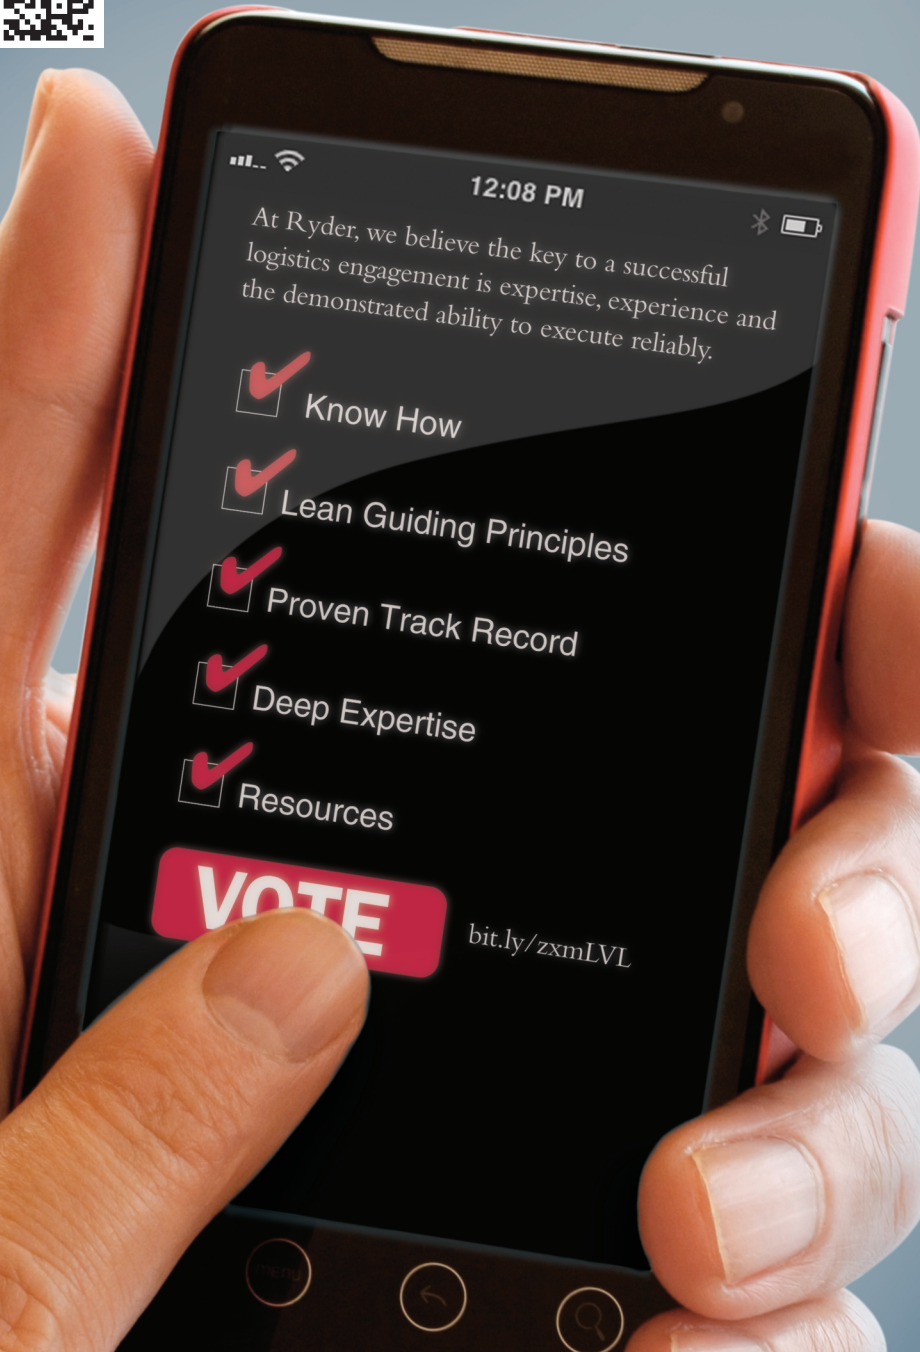 12:08 PM
At Ryder, we believe the key to a successful
logistics engagement is expertise, experience and
the demonstrated ability to execute reliably.
Know How
Lean Guiding Principles
Proven Track Record
Deep Expertise
Resources
VOTE
bit.ly/zxmLVL
menu